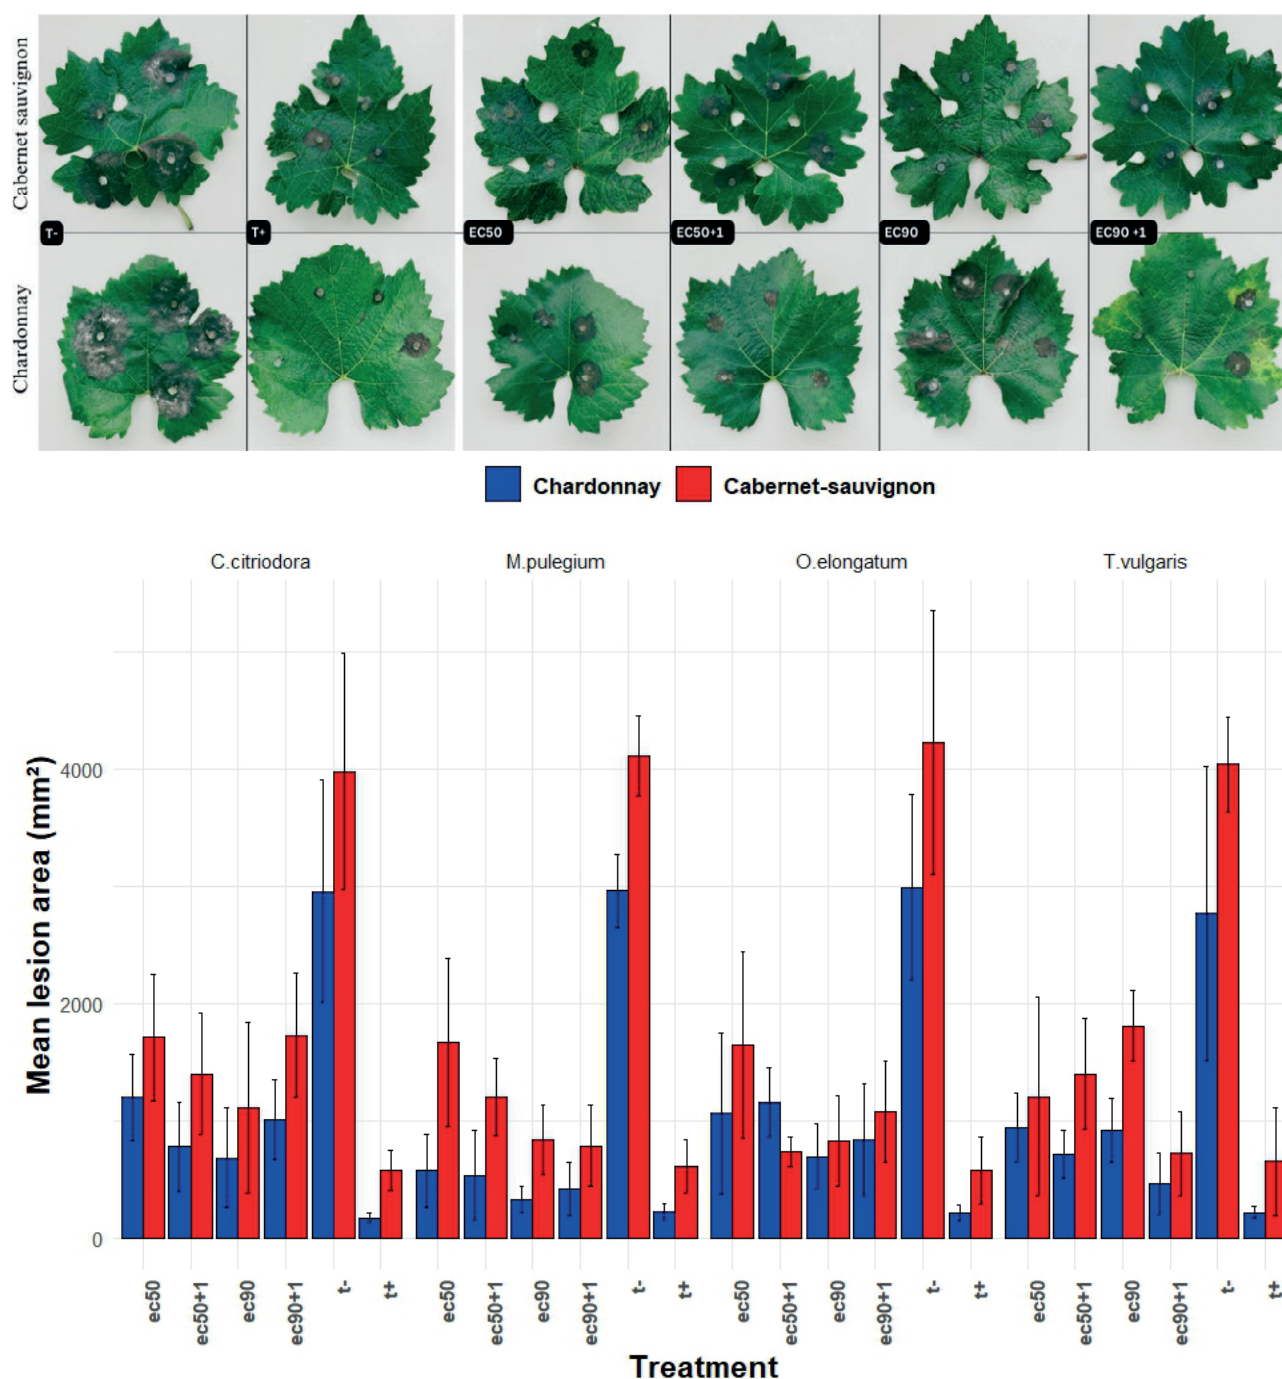 Cabernet sauvignon
T-
T+
EC50
EC50+1
EC90
EC90 +1
Chardonnay
Chardonnay
Cabernet-sauvignon
C.citriodora
M.pulegium
O.elongatum
T.vulgaris
Mean lesion area (mm²)
4000
2000
0
ec50
ec50+1
ec90
ec90+1
t-
t+
ec50
ec50+1
ec90
ec90+1
t-
t+
ec50
ec50+1
ec90
ec90+1
t-
t+
ec50
ec50+1
ec90
ec90+1
t-
t+
Treatment